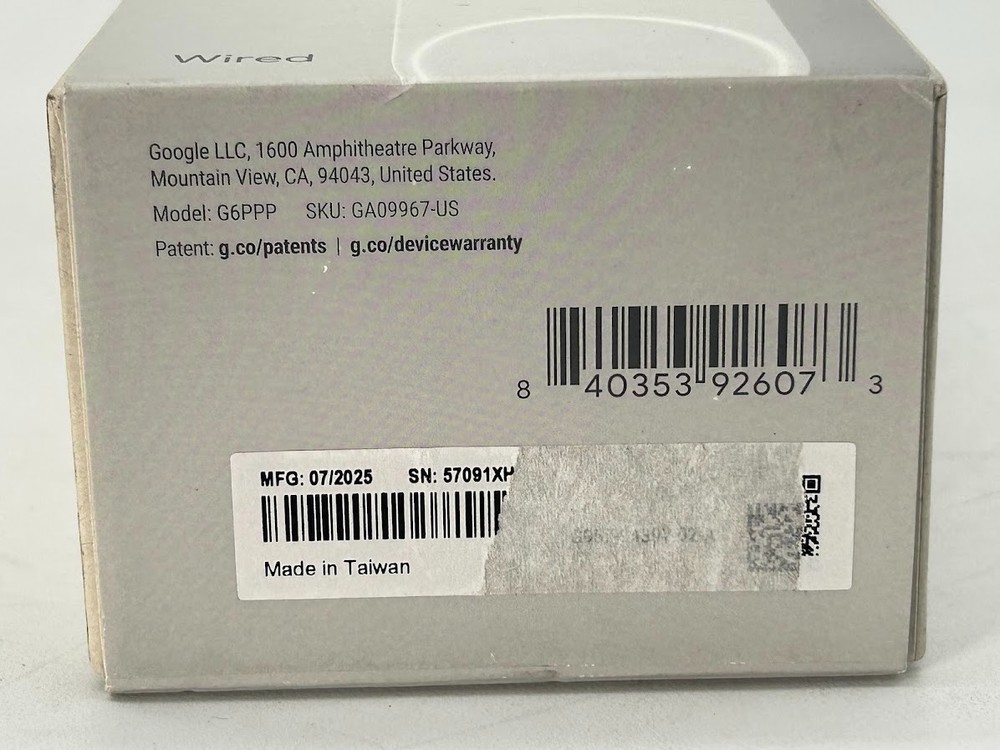 Wired
Google LLC, 1600 Amphitheatre Parkway,
Mountain View, CA, 94043, United States.
Model: G6PPP SKU: GA09967-US
Patent: g.co/patents | g.co/devicewarranty
8 40353 92607 3
MFG: 07/2025 SN: 57091XH
Made in Taiwan